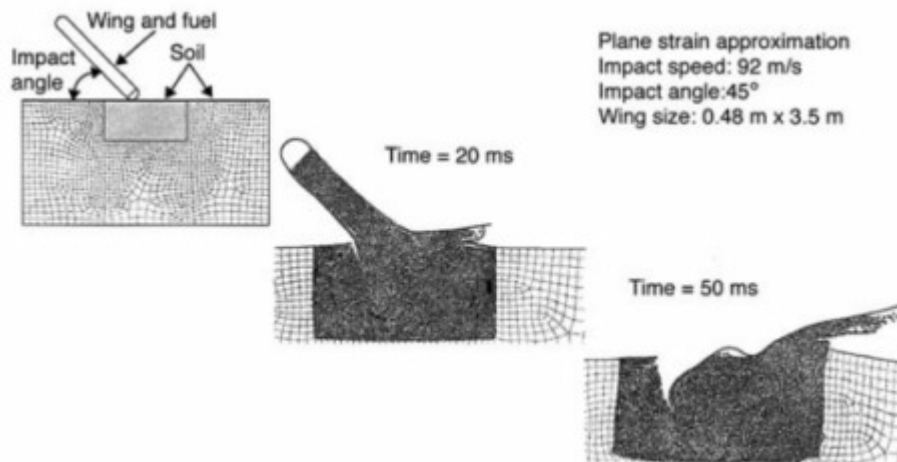 Wing and fuel
Impact
angle
Soil
Plane strain approximation
Impact speed: 92 m/s
Impact angle:45°
Wing size: 0.48 m x 3.5 m
Time = 20 ms
Time = 50 ms